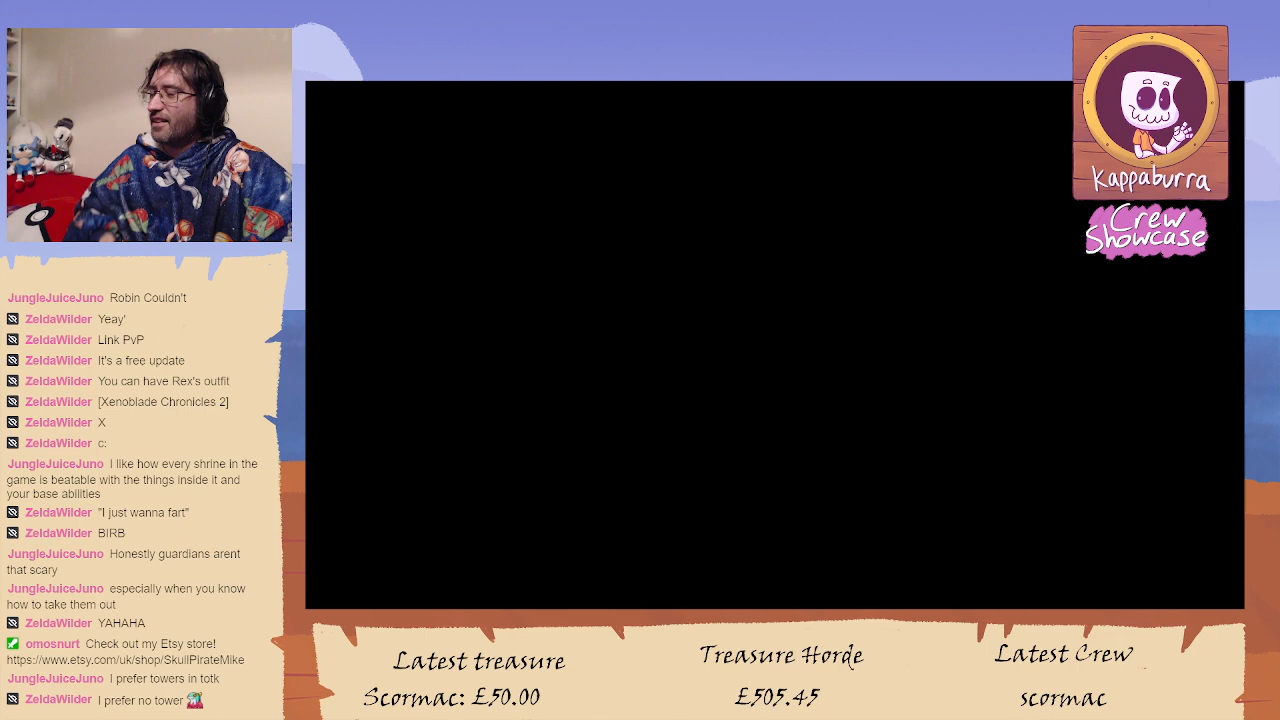 Kappaburra
Crew
Showcase
JungleJuiceJuno Robin Couldn't
ZeldaWilder Yeay'
ZeldaWilder Link PvP
ZeldaWilder It's a free update
ZeldaWilder You can have Rex's outfit
ZeldaWilder [Xenoblade Chronicles 2]
ZeldaWilder X
ZeldaWilder c:
JungleJuiceJuno I like how every shrine in the
game is beatable with the things inside it and
your base abilities
ZeldaWilder "I just wanna fart"
ZeldaWilder BIRB
JungleJuiceJuno Honestly guardians arent
that scary
JungleJuiceJuno especially when you know
how to take them out
ZeldaWilder YAHAHA
omosnurt Check out my Etsy store!
https://www.etsy.com/uk/shop/SkullPirateMike
JungleJuiceJuno I prefer towers in totk
ZeldaWilder I prefer no tower
Latest treasure
Scormac: £50.00
Treasure Horde
£505.45
Latest Crew
scormac